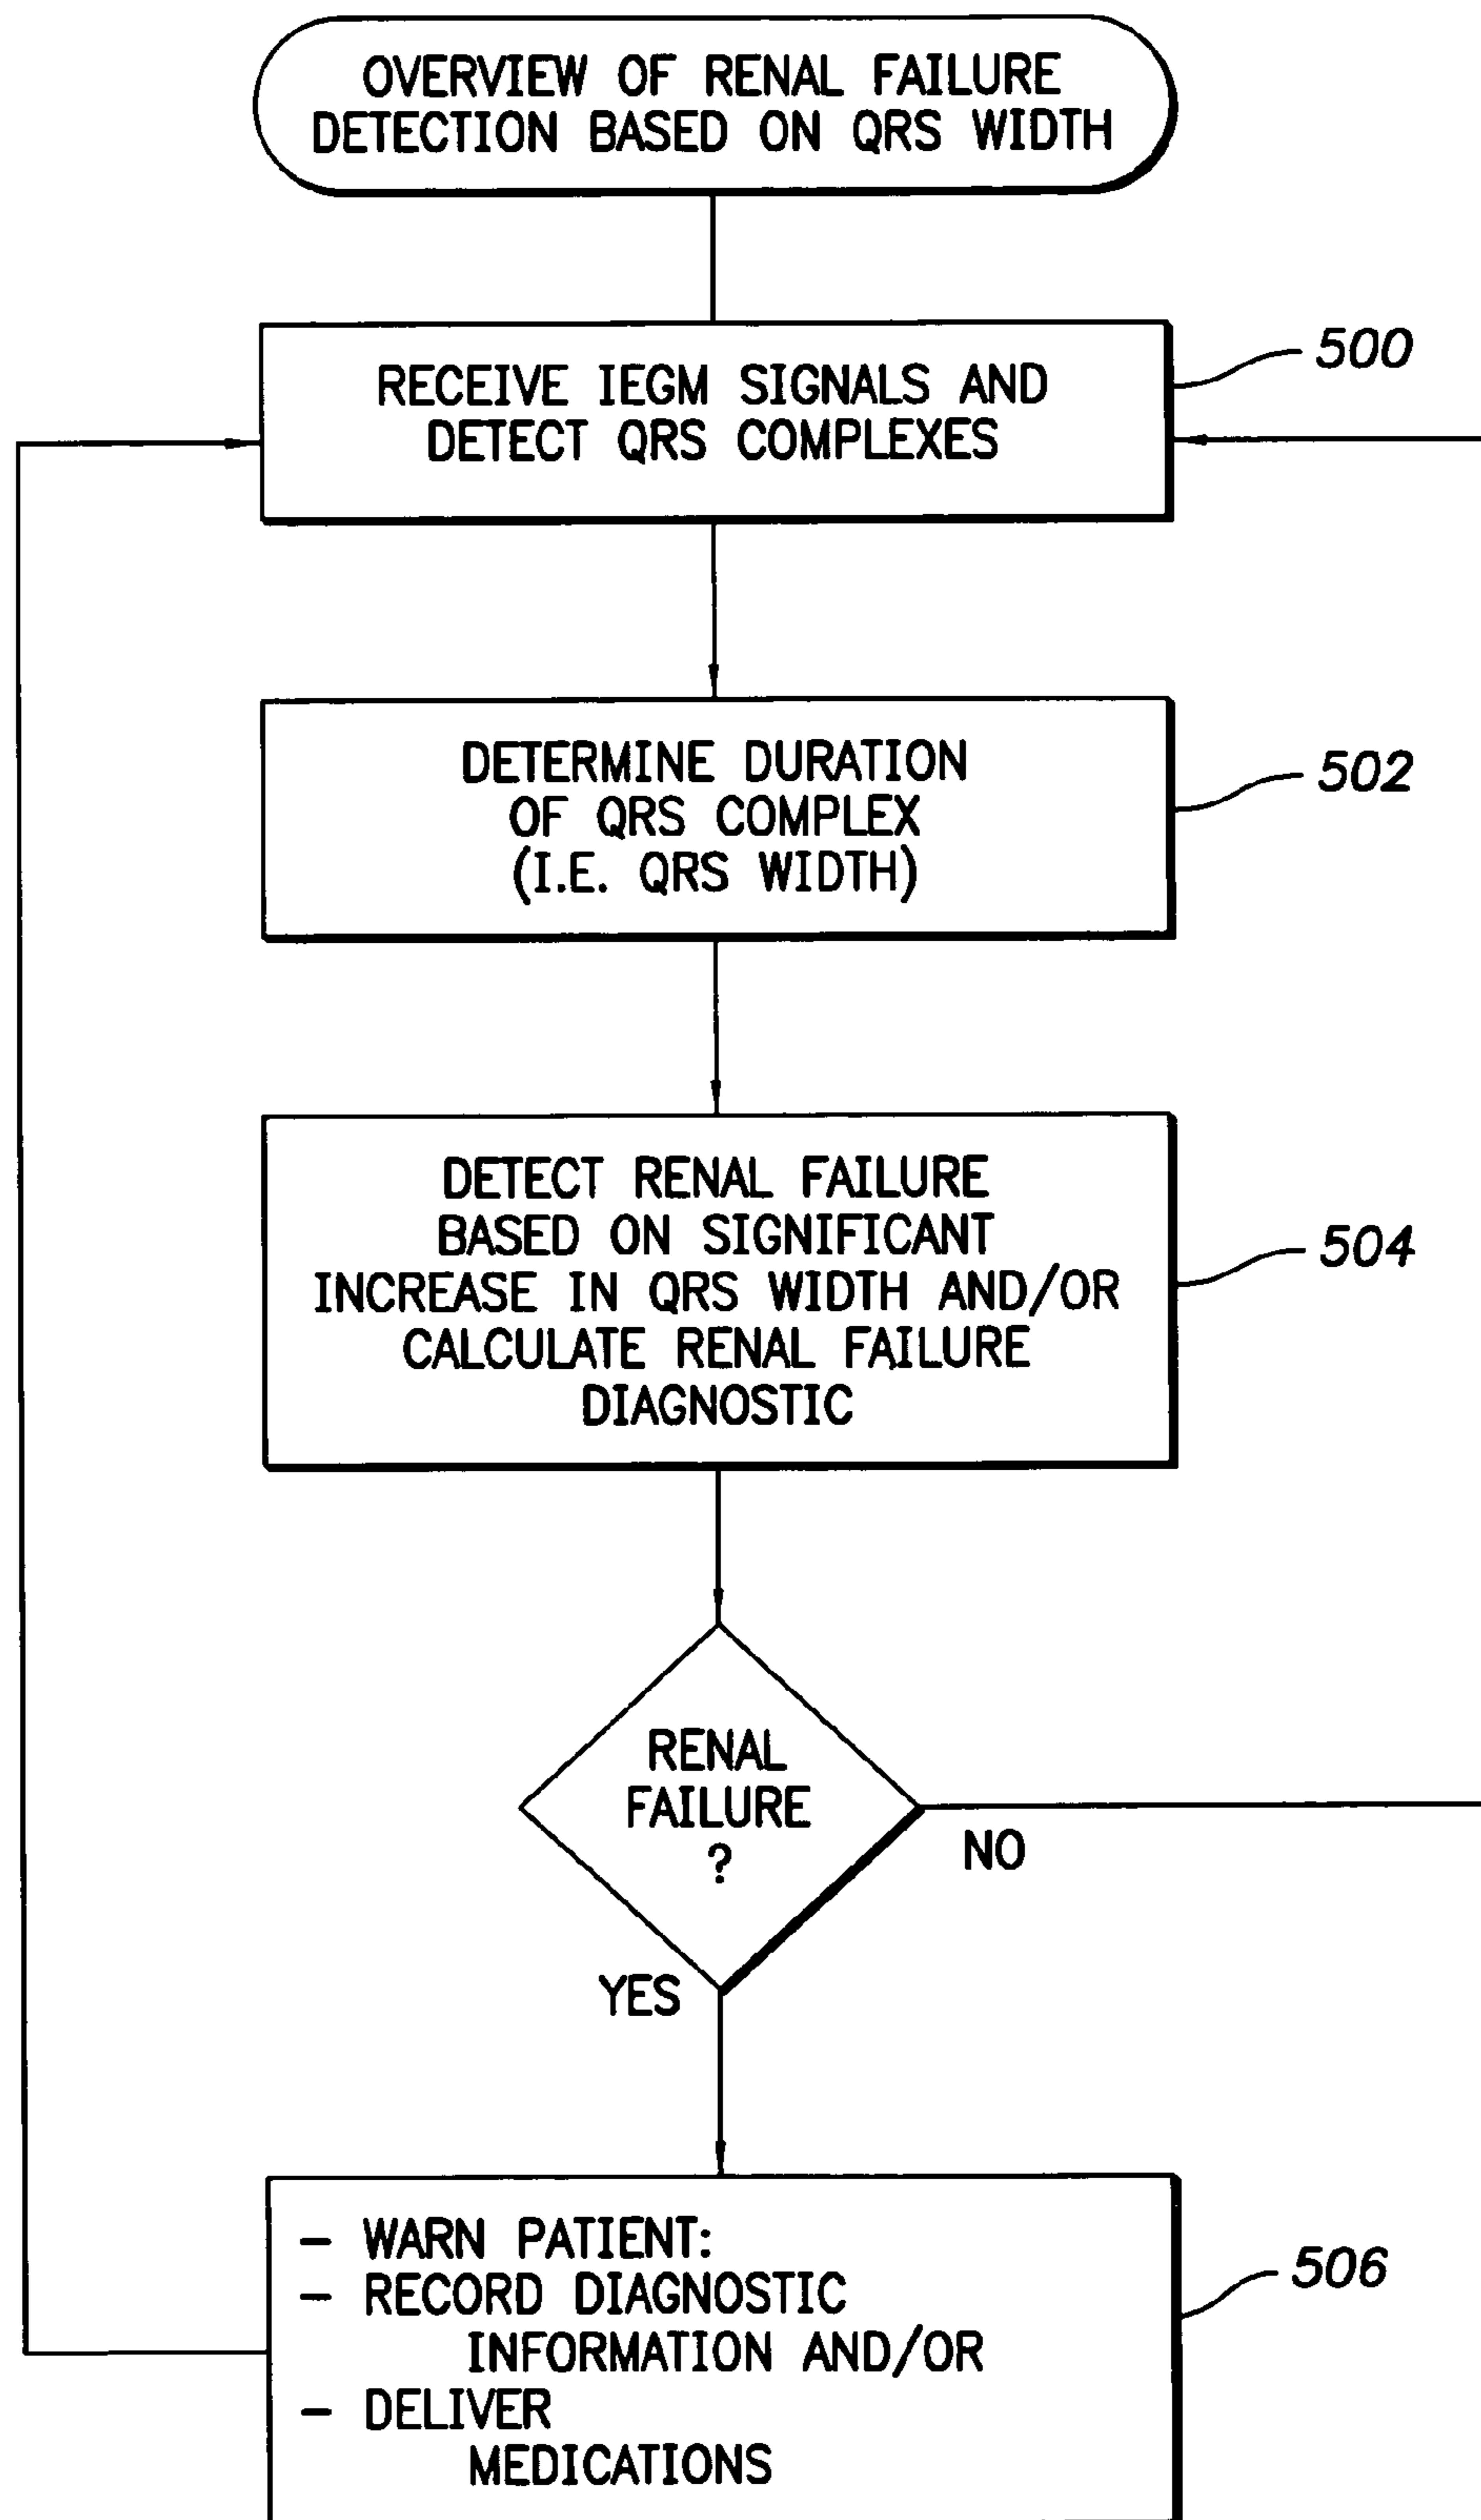 OVERVIEW OF RENAL FAILURE
DETECTION BASED ON QRS WIDTH
RECEIVE IEGM SIGNALS AND
DETECT QRS COMPLEXES
500
DETERMINE DURATION
OF QRS COMPLEX
(I.E. QRS WIDTH)
502
DETECT RENAL FAILURE
BASED ON SIGNIFICANT
INCREASE IN QRS WIDTH AND/OR
CALCULATE RENAL FAILURE
DIAGNOSTIC
504
RENAL
FAILURE
?
NO
YES
- WARN PATIENT:
- RECORD DIAGNOSTIC
INFORMATION AND/OR
- DELIVER
MEDICATIONS
506